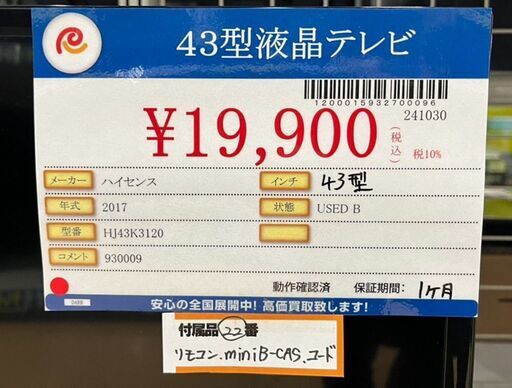 43型液晶テレビ
1200015932700096
241030
¥19,900
(税込)
税10%
メーカー ハイセンス
インチ 43型
年式 2017
状態 USED B
型番 HJ43K3120
コメント 930009
動作確認済 保証期間: 1ヶ月
安心の全国展開中! 高価買取致します!
付属品 22番
リモコン、miniB-CAS、コード